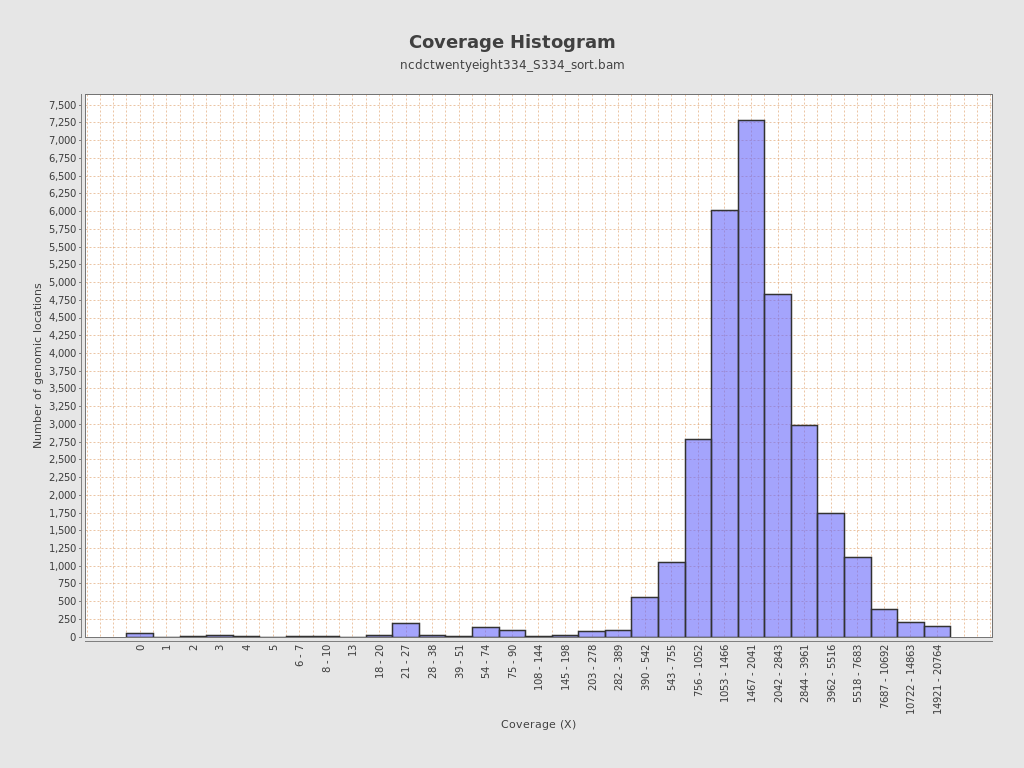 Coverage Histogram
ncdctwentyeight334_S334_sort.bam
Number of genomic locations
7,500
7,250
7,000
6,750
6,500
6,250
6,000
5,750
5,500
5,250
5,000
4,750
4,500
4,250
4,000
3,750
3,500
3,250
3,000
2,750
2,500
2,250
2,000
1,750
1,500
1,250
1,000
750
500
250
0
0
1
2
3
4
5
6 - 7
8 - 10
13
18 - 20
21 - 27
28 - 38
39 - 51
54 - 74
75 - 90
108 - 144
145 - 198
203 - 278
282 - 389
390 - 542
543 - 755
756 - 1052
1053 - 1466
1467 - 2041
2042 - 2843
2844 - 3961
3962 - 5516
5518 - 7683
7687 - 10692
10722 - 14863
14921 - 20764
Coverage (X)